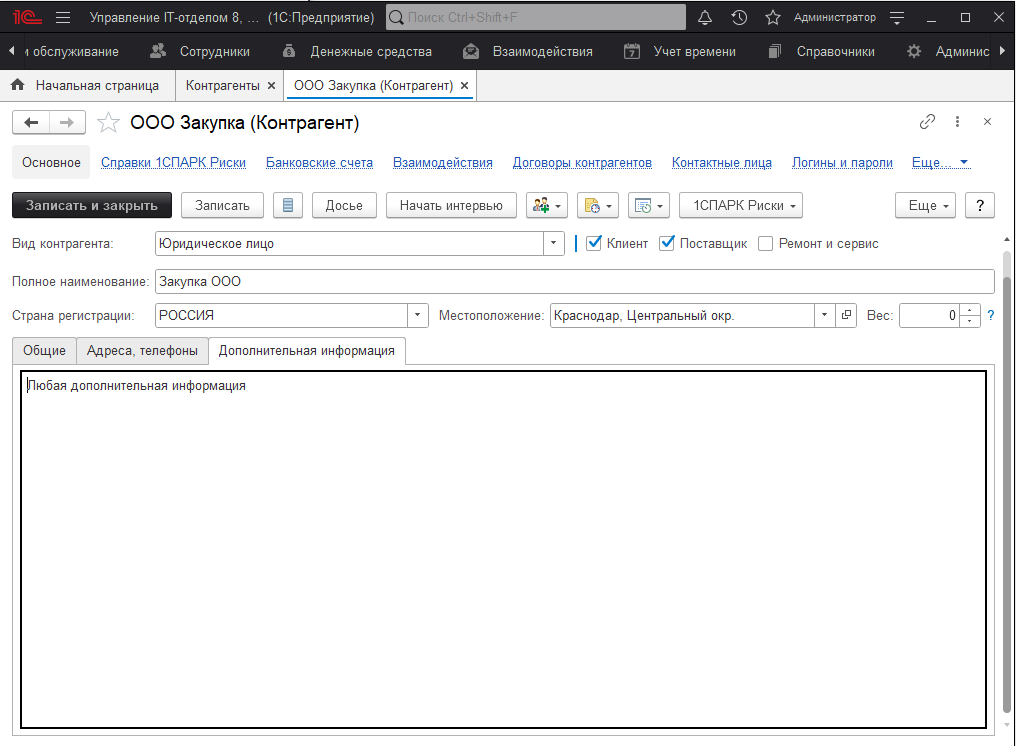 1С Управление IT-отделом 8, ... (1С:Предприятие) Поиск Ctrl+Shift+F Администратор
и обслуживание Сотрудники Денежные средства Взаимодействия 7 Учет времени Справочники Админис
Начальная страница Контрагенты × ООО Закупка (Контрагент) ×
ООО Закупка (Контрагент)
Основное Справки 1СПАРК Риски Банковские счета Взаимодействия Договоры контрагентов Контактные лица Логины и пароли Еще...
Записать и закрыть Записать Досье Начать интервью 1СПАРК Риски Еще ?
Вид контрагента: Юридическое лицо Клиент Поставщик Ремонт и сервис
Полное наименование: Закупка ООО
Страна регистрации: РОССИЯ Местоположение: Краснодар, Центральный окр. Вес: 0 ?
Общие Адреса, телефоны Дополнительная информация
Любая дополнительная информация